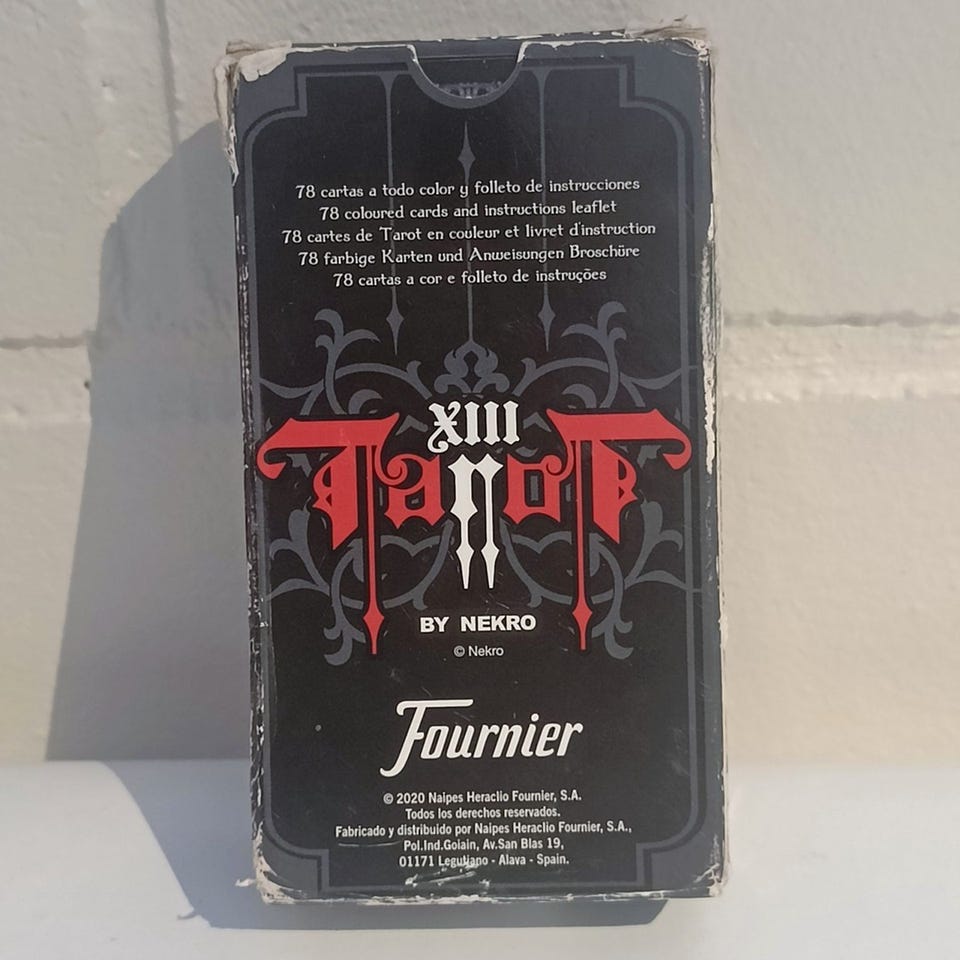 78 cartas a todo color y folleto de instrucciones
78 coloured cards and instructions leaflet
78 cartes de Tarot en couleur et livret d'instruction
78 farbige Karten und Anweisungen Broschüre
78 cartas a cor e folleto de instruções
XIII
Tarot
BY NEKRO
© Nekro
Fournier
© 2020 Naipes Heraclio Fournier, S.A.
Todos los derechos reservados.
Fabricado y distribuido por Naipes Heraclio Fournier, S.A.,
Pol.Ind.Goiain, Av.San Blas 19,
01171 Legutiano - Alava - Spain.